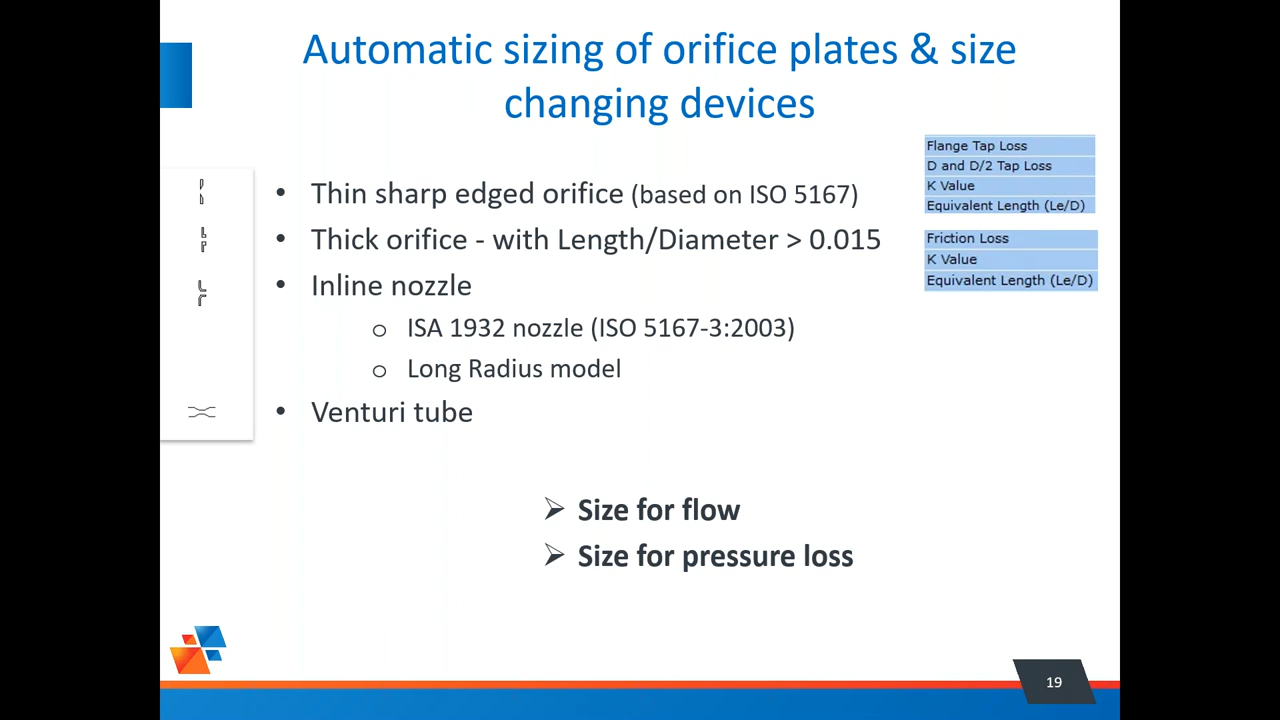 Automatic sizing of orifice plates & size
changing devices
Flange Tap Loss
D and D/2 Tap Loss
K Value
Equivalent Length (Le/D)
• Thin sharp edged orifice (based on ISO 5167)
• Thick orifice - with Length/Diameter > 0.015
Friction Loss
K Value
Equivalent Length (Le/D)
• Inline nozzle
o ISA 1932 nozzle (ISO 5167-3:2003)
o Long Radius model
• Venturi tube
➢ Size for flow
➢ Size for pressure loss
19